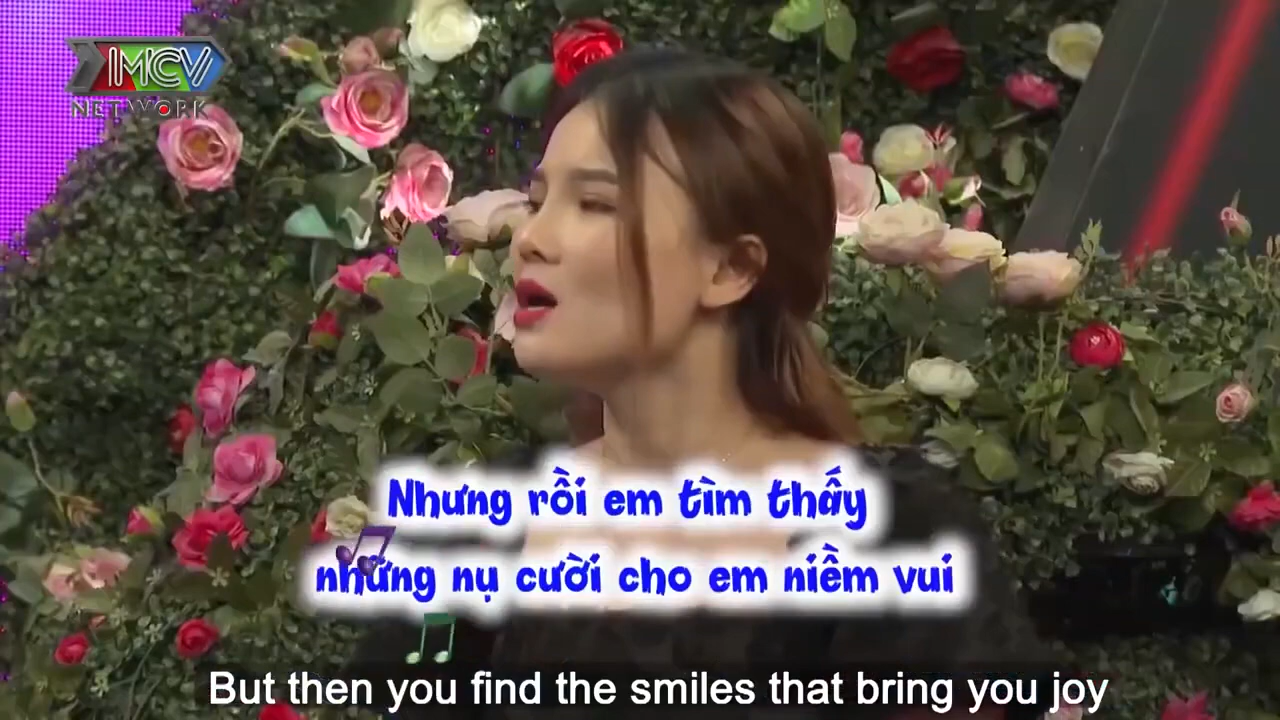 MCV
NETWORK
Nhưng rồi em tìm thấy
những nụ cười cho em niềm vui
But then you find the smiles that bring you joy